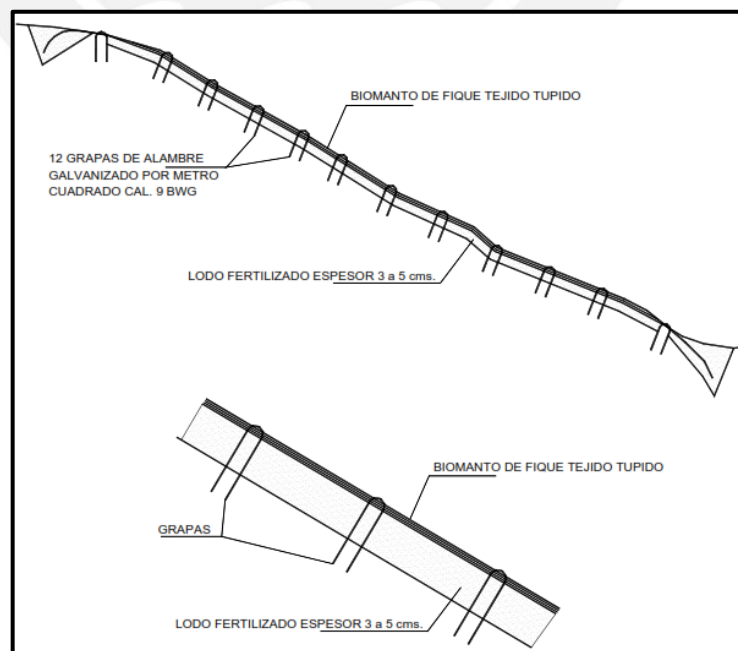 BIOMANTO DE FIQUE TEJIDO TUPIDO
12 GRAPAS DE ALAMBRE
GALVANIZADO POR METRO
CUADRADO CAL. 9 BWG
LODO FERTILIZADO ESPESOR 3 a 5 cms.
BIOMANTO DE FIQUE TEJIDO TUPIDO
GRAPAS
LODO FERTILIZADO ESPESOR 3 a 5 cms.